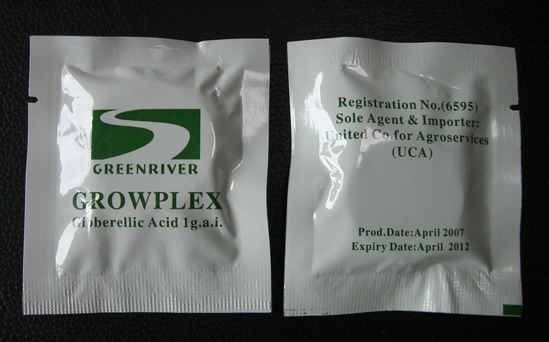 GREENRIVER
GROWPLEX
Gibberellic Acid 1g.a.i.
Registration No.(6595)
Sole Agent & Importer:
United Co.for Agroservices
(UCA)
Prod.Date:April 2007
Expiry Date:April 2012